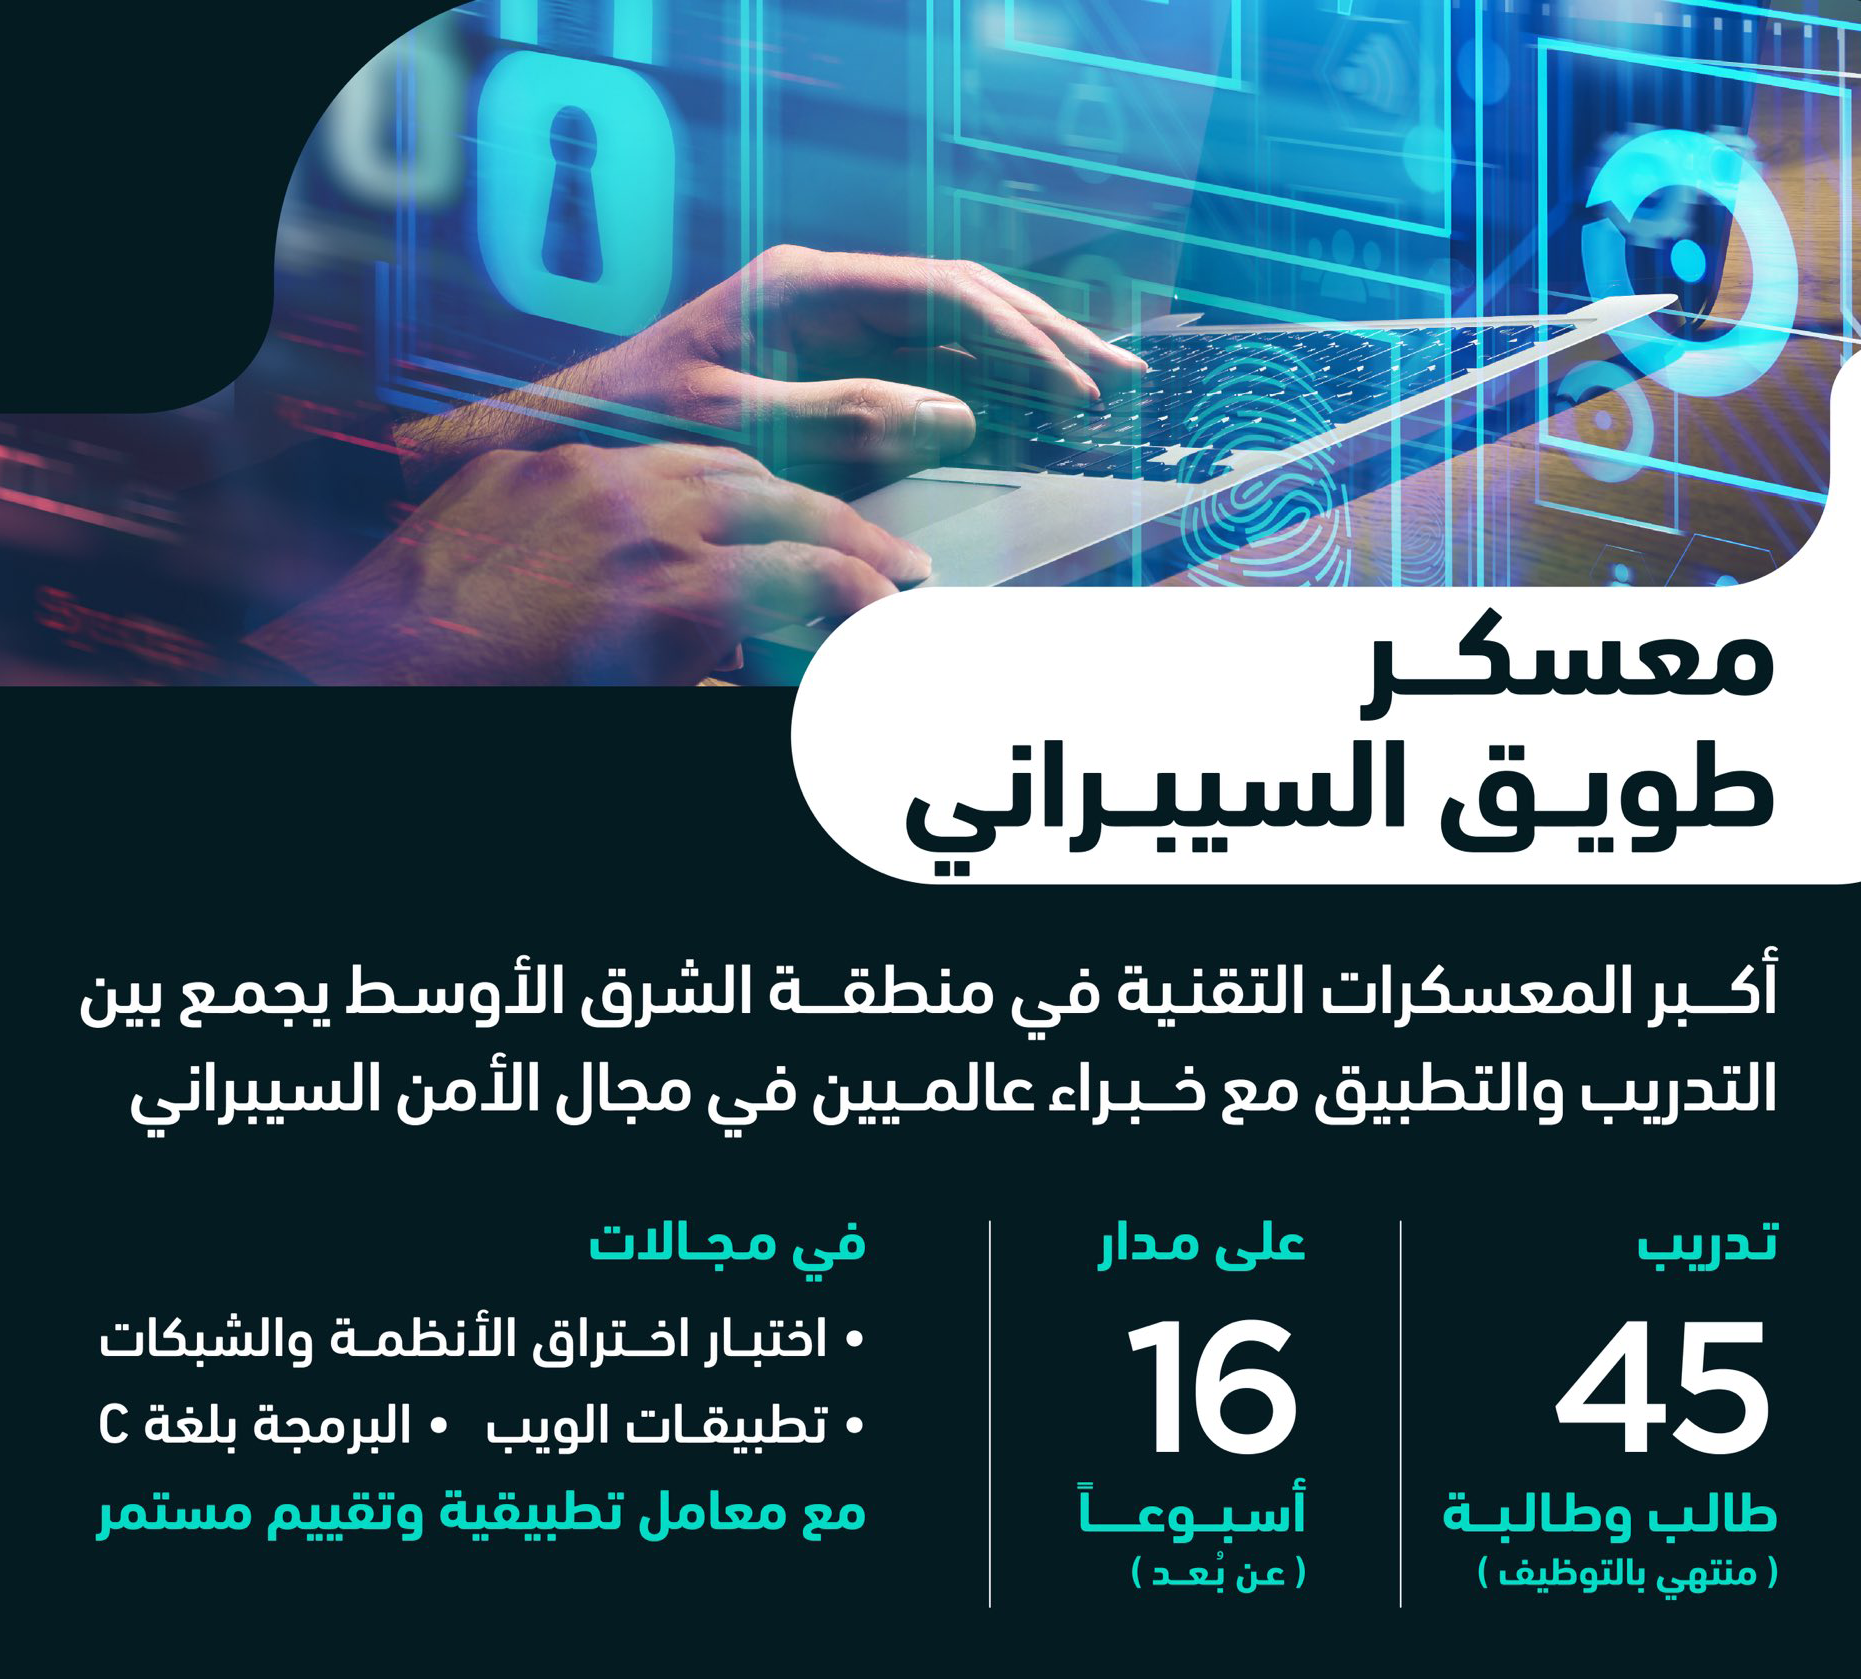 معسكر
طويق السيبراني
أكبر المعسكرات التقنية في منطقة الشرق الأوسط يجمع بين
التدريب والتطبيق مع خبراء عالميين في مجال الأمن السيبراني
تدريب
45
طالب وطالبة
( منتهي بالتوظيف )
على مدار
16
أسبوعاً
( عن بُعد )
في مجالات
• اختبار اختراق الأنظمة والشبكات
• تطبيقات الويب • البرمجة بلغة C
مع معامل تطبيقية وتقييم مستمر